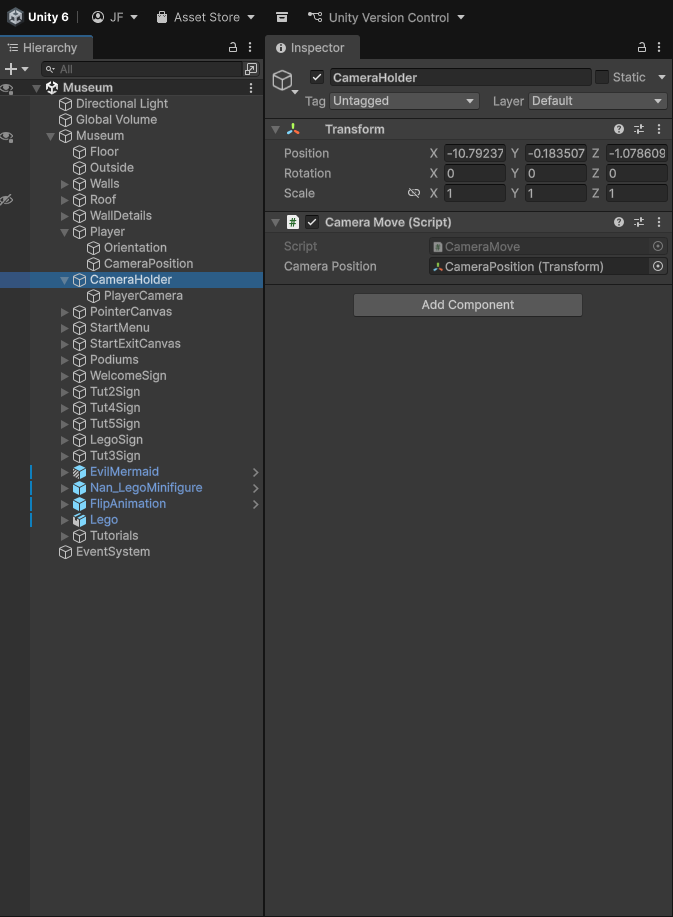 Unity 6 JF Asset Store Unity Version Control
Hierarchy
All
Museum
Directional Light
Global Volume
Museum
Floor
Outside
Walls
Roof
WallDetails
Player
Orientation
CameraPosition
CameraHolder
PlayerCamera
PointerCanvas
StartMenu
StartExitCanvas
Podiums
WelcomeSign
Tut2Sign
Tut4Sign
Tut5Sign
LegoSign
Tut3Sign
EvilMermaid
Nan_LegoMinifigure
FlipAnimation
Lego
Tutorials
EventSystem
Inspector
CameraHolder Static
Tag Untagged Layer Default
Transform
Position X -10.79237 Y -0.183507 Z -1.078609
Rotation X 0 Y 0 Z 0
Scale X 1 Y 1 Z 1
# Camera Move (Script)
Script CameraMove
Camera Position CameraPosition (Transform)
Add Component